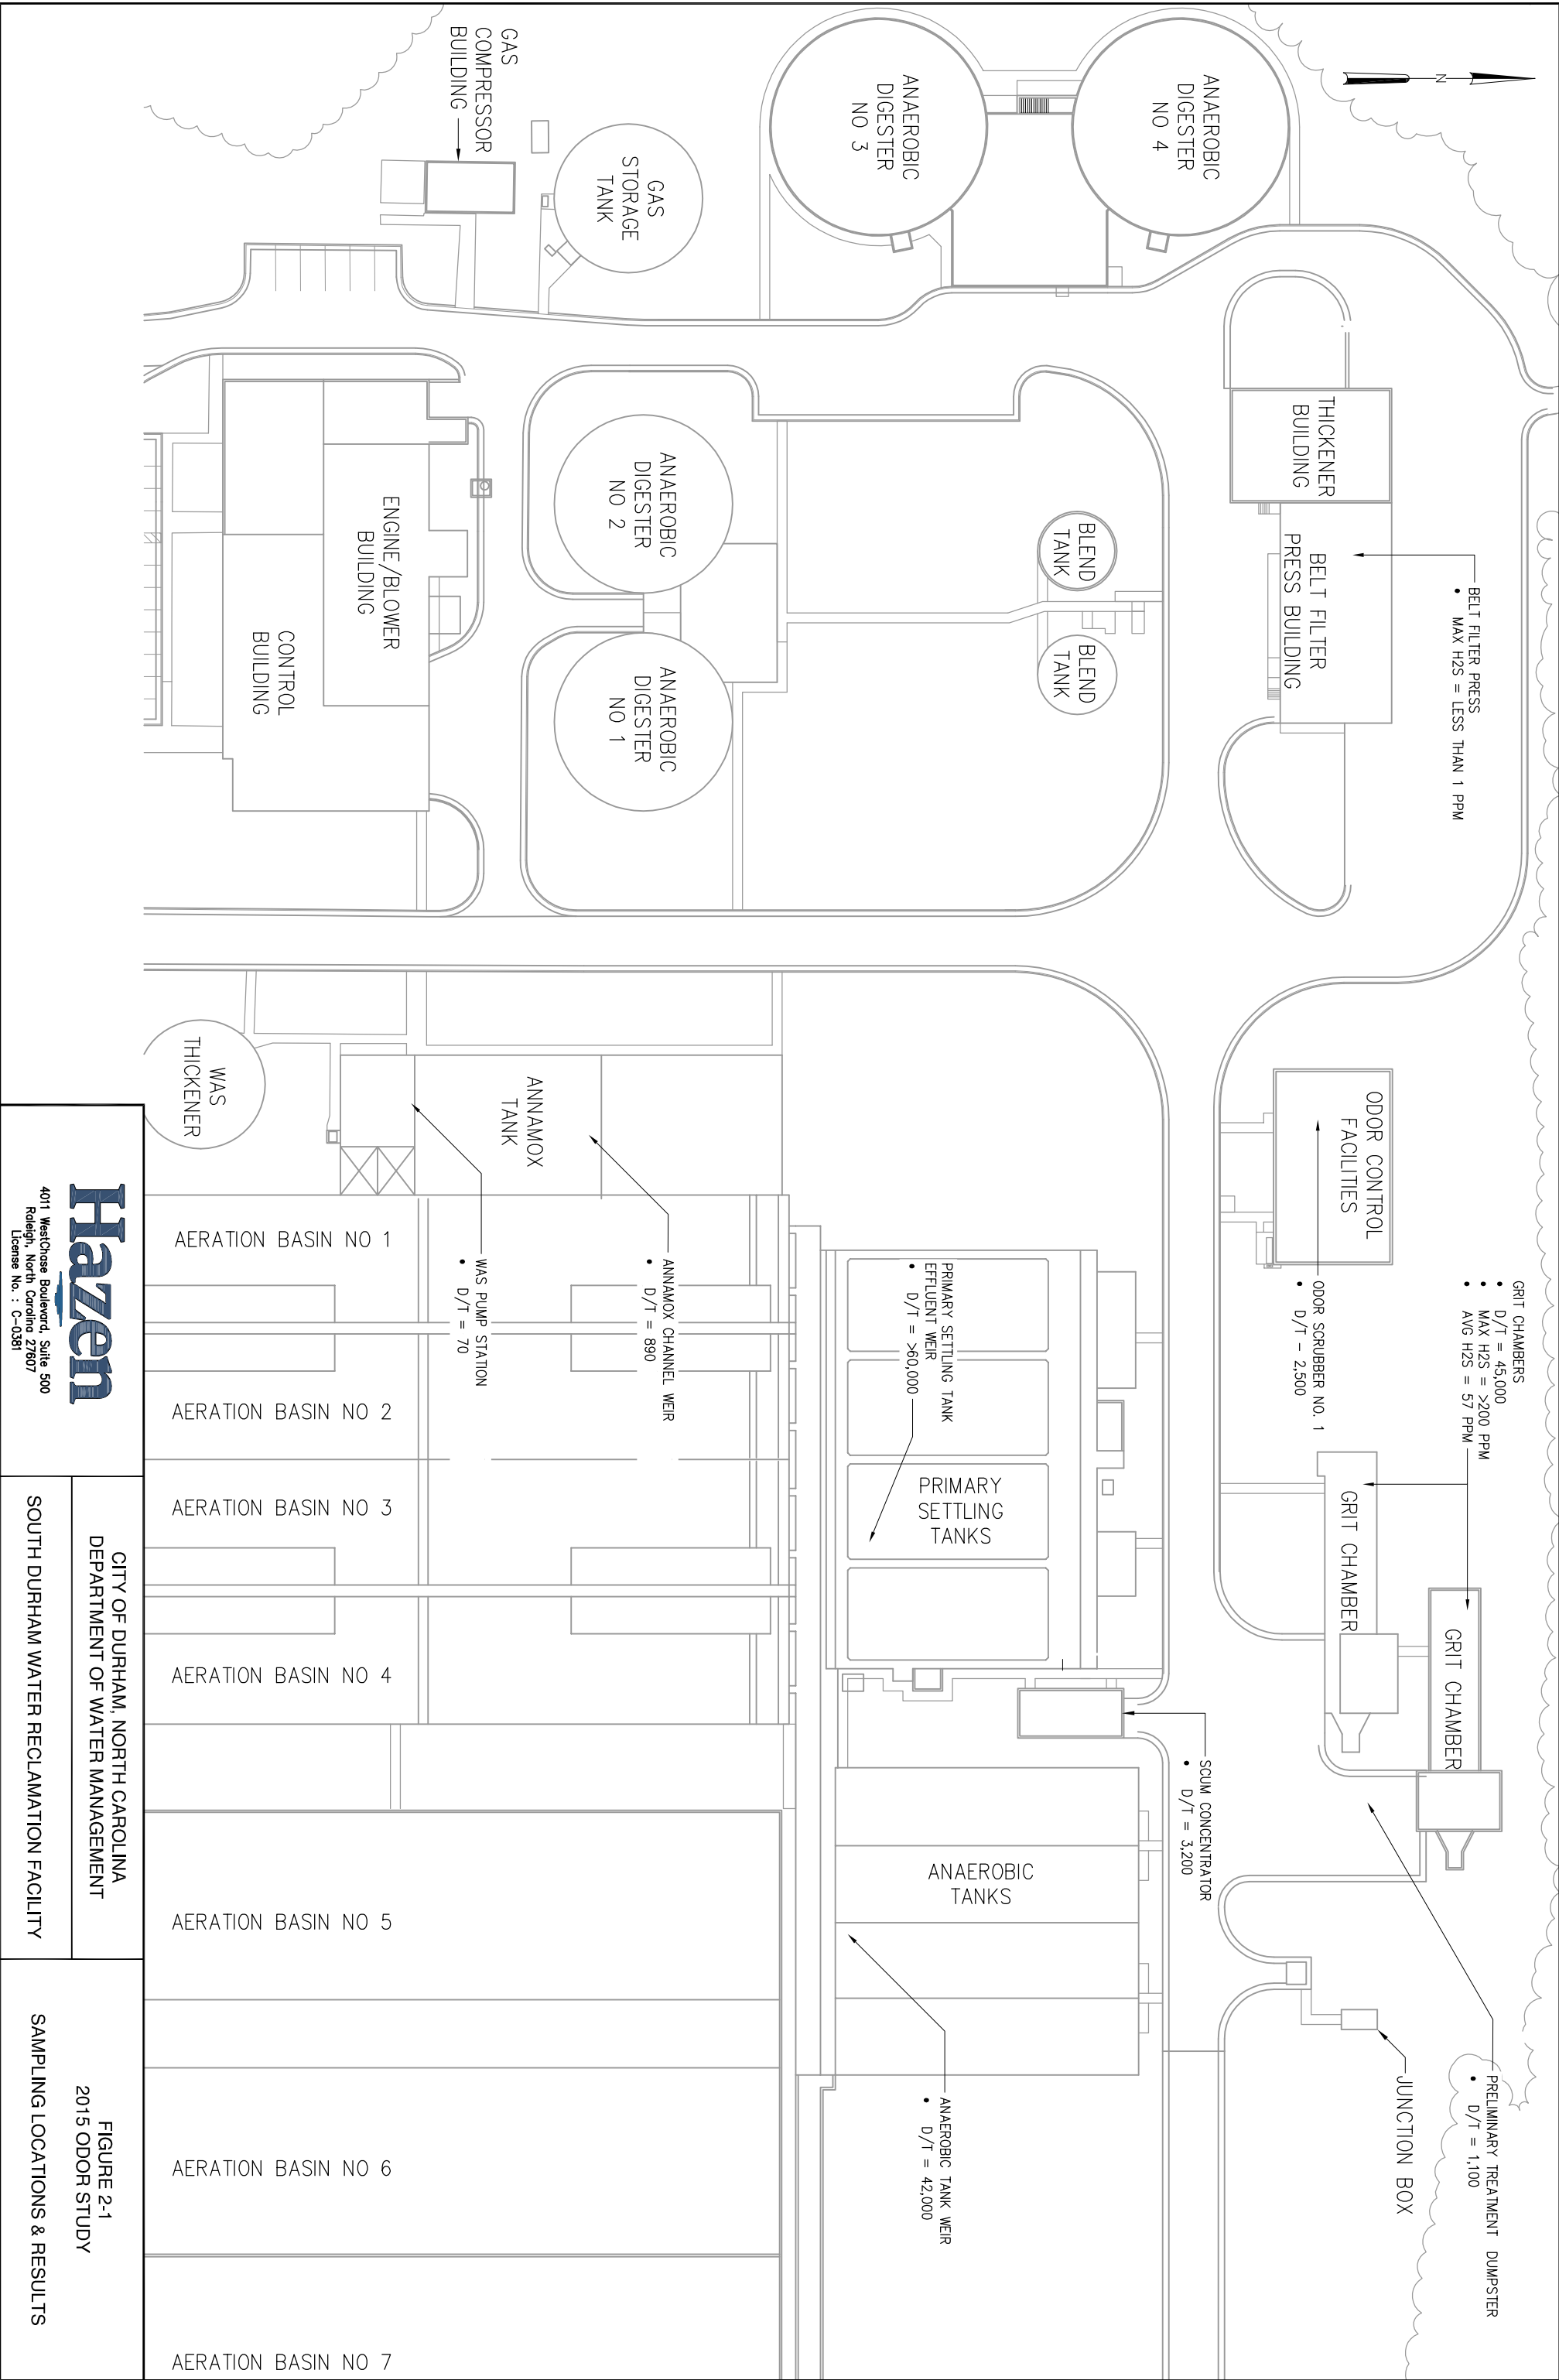 N
ANAEROBIC
DIGESTER
NO 4
ANAEROBIC
DIGESTER
NO 3
GAS
STORAGE
TANK
GAS
COMPRESSOR
BUILDING
THICKENER
BUILDING
BELT FILTER
PRESS BUILDING
BELT FILTER PRESS
• MAX H2S = LESS THAN 1 PPM
BLEND
TANK
BLEND
TANK
ANAEROBIC
DIGESTER
NO 2
ANAEROBIC
DIGESTER
NO 1
ENGINE/BLOWER
BUILDING
CONTROL
BUILDING
ODOR CONTROL
FACILITIES
ODOR SCRUBBER NO. 1
• D/T – 2,500
GRIT CHAMBERS
• D/T = 45,000
• MAX H2S = >200 PPM
• AVG H2S = 57 PPM
GRIT CHAMBER
GRIT CHAMBER
PRELIMINARY TREATMENT DUMPSTER
• D/T = 1,100
JUNCTION BOX
SCUM CONCENTRATOR
• D/T = 3,200
PRIMARY SETTLING TANK
EFFLUENT WEIR
• D/T = >60,000
PRIMARY
SETTLING
TANKS
ANAEROBIC
TANKS
ANAEROBIC TANK WEIR
• D/T = 42,000
ANNAMOX
TANK
ANNAMOX CHANNEL WEIR
• D/T = 890
WAS PUMP STATION
• D/T = 70
WAS
THICKENER
AERATION BASIN NO 1
AERATION BASIN NO 2
AERATION BASIN NO 3
AERATION BASIN NO 4
AERATION BASIN NO 5
AERATION BASIN NO 6
AERATION BASIN NO 7
Hazen
4011 WestChase Boulevard, Suite 500
Raleigh, North Carolina 27607
License No. : C-0381
CITY OF DURHAM, NORTH CAROLINA
DEPARTMENT OF WATER MANAGEMENT
SOUTH DURHAM WATER RECLAMATION FACILITY
FIGURE 2-1
2015 ODOR STUDY
SAMPLING LOCATIONS & RESULTS